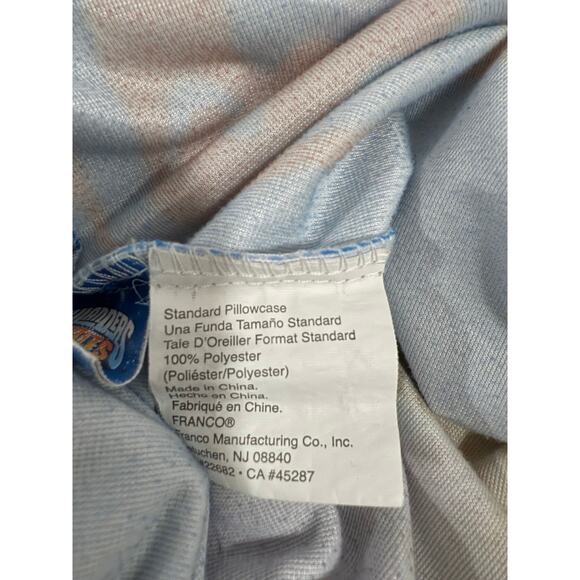 Standard Pillowcase
Una Funda Tamaño Standard
Taie D'Oreiller Format Standard
100% Polyester
(Poliéster/Polyester)
Made in China.
Hecho en China.
Fabriqué en Chine.
FRANCO®
Franco Manufacturing Co., Inc.
NJ 08840
• CA #45287